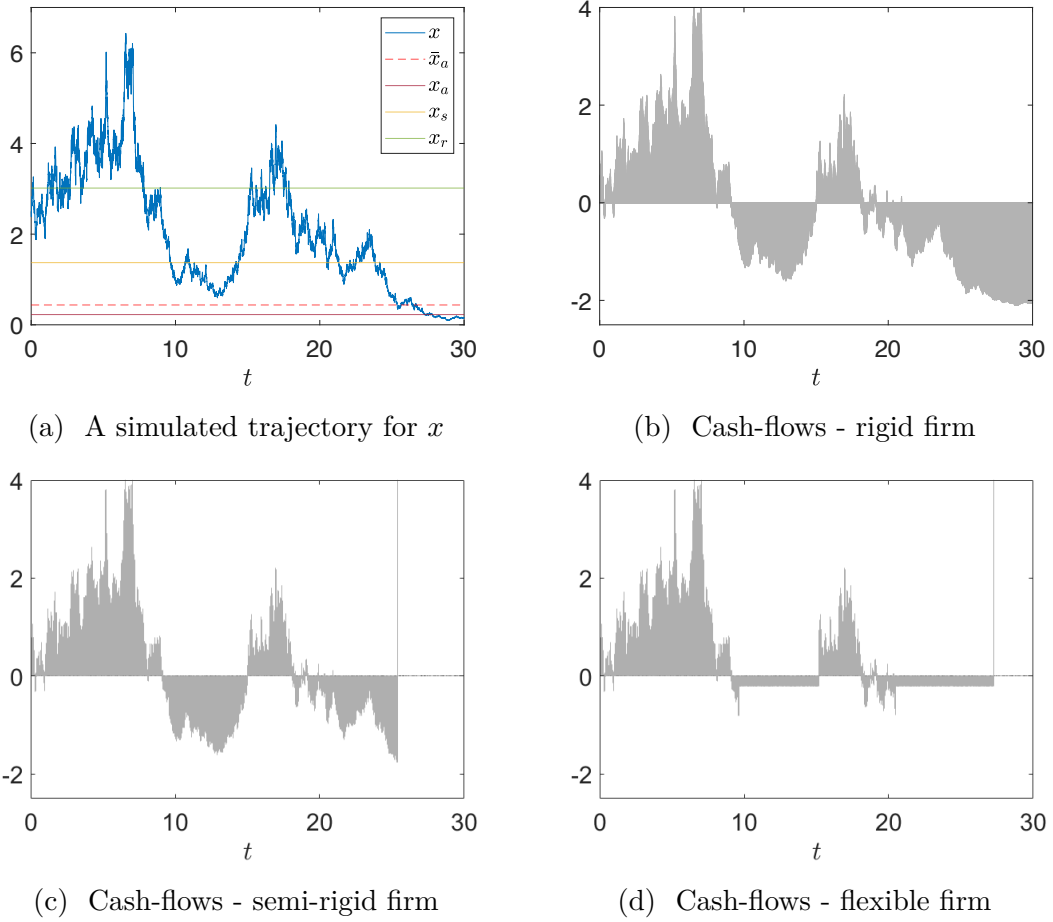 6
4
2
0
0
10
20
30
t
x
x̄ₐ
xₐ
xₛ
xᵣ
(a) A simulated trajectory for x
4
2
0
-2
0
10
20
30
t
(b) Cash-flows - rigid firm
4
2
0
-2
0
10
20
30
t
(c) Cash-flows - semi-rigid firm
4
2
0
-2
0
10
20
30
t
(d) Cash-flows - flexible firm